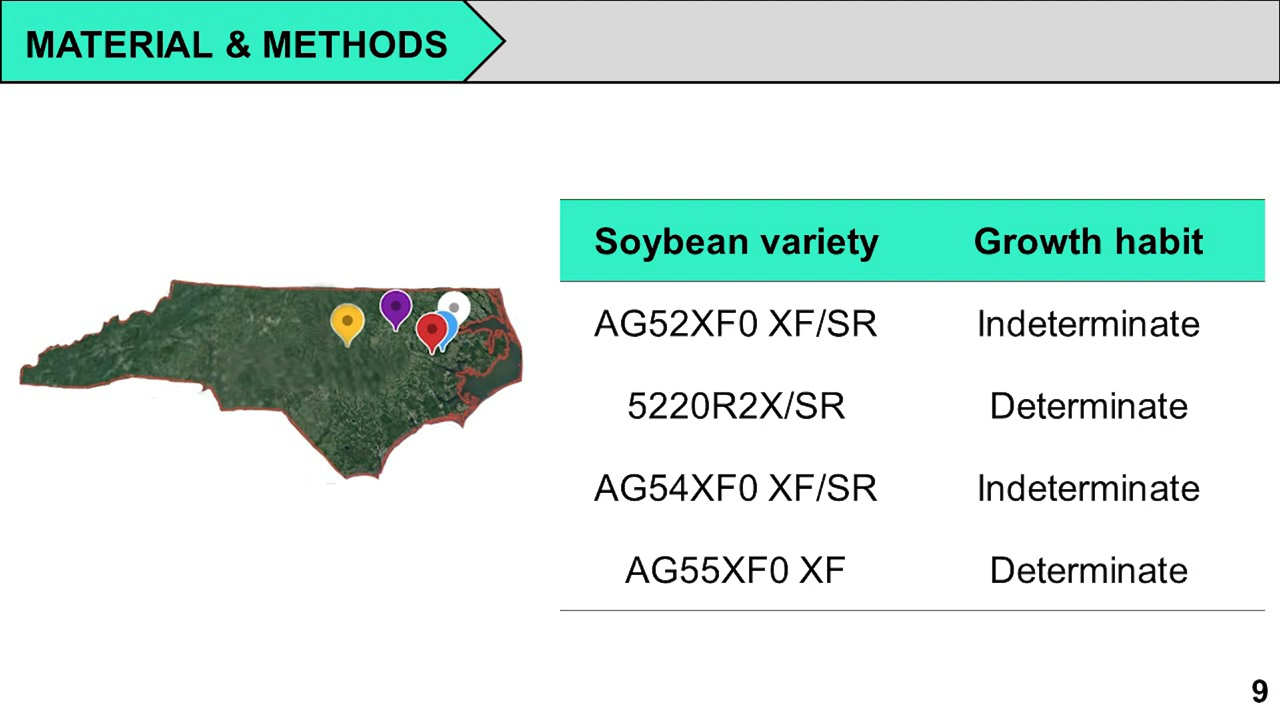 MATERIAL & METHODS
Soybean variety Growth habit
AG52XF0 XF/SR Indeterminate
5220R2X/SR Determinate
AG54XF0 XF/SR Indeterminate
AG55XF0 XF Determinate
9